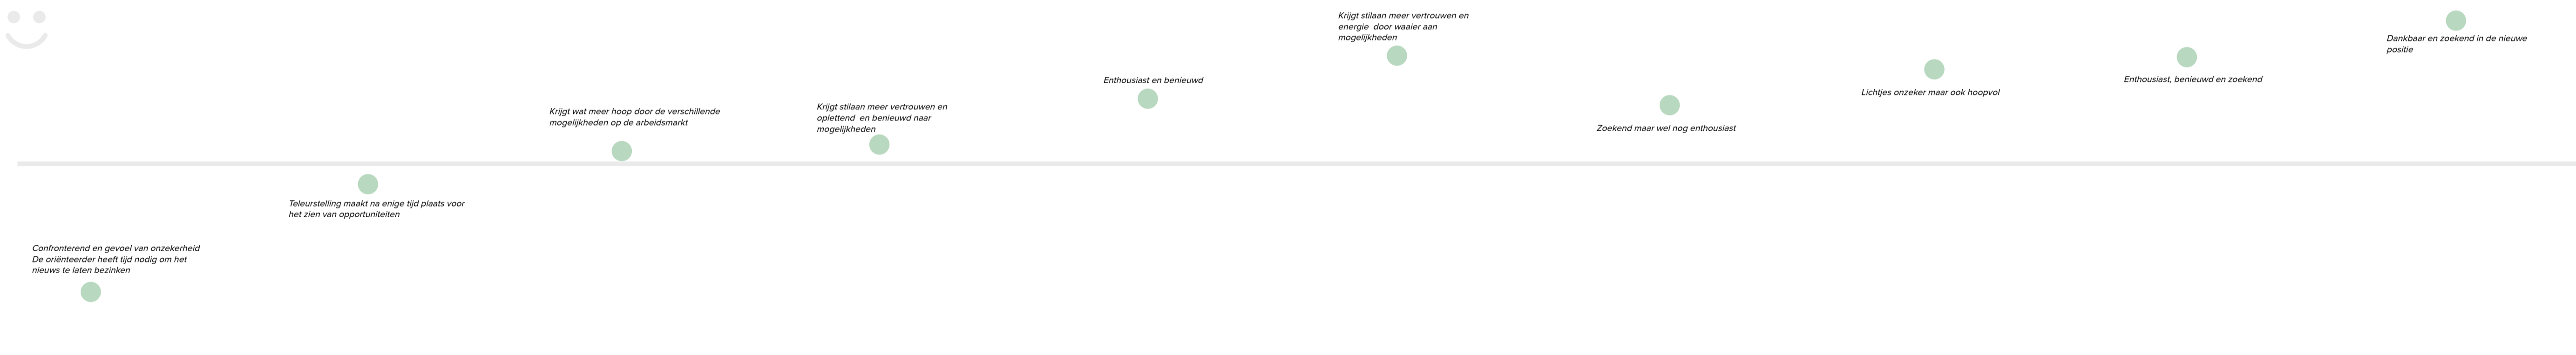 Confronterend en gevoel van onzekerheid
De oriënteerder heeft tijd nodig om het
nieuws te laten bezinken
Teleurstelling maakt na enige tijd plaats voor
het zien van opportuniteiten
Krijgt wat meer hoop door de verschillende
mogelijkheden op de arbeidsmarkt
Krijgt stilaan meer vertrouwen en
oplettend  en benieuwd naar
mogelijkheden
Enthousiast en benieuwd
Krijgt stilaan meer vertrouwen en
energie  door waaier aan
mogelijkheden
Zoekend maar wel nog enthousiast
Lichtjes onzeker maar ook hoopvol
Enthousiast, benieuwd en zoekend
Dankbaar en zoekend in de nieuwe
positie